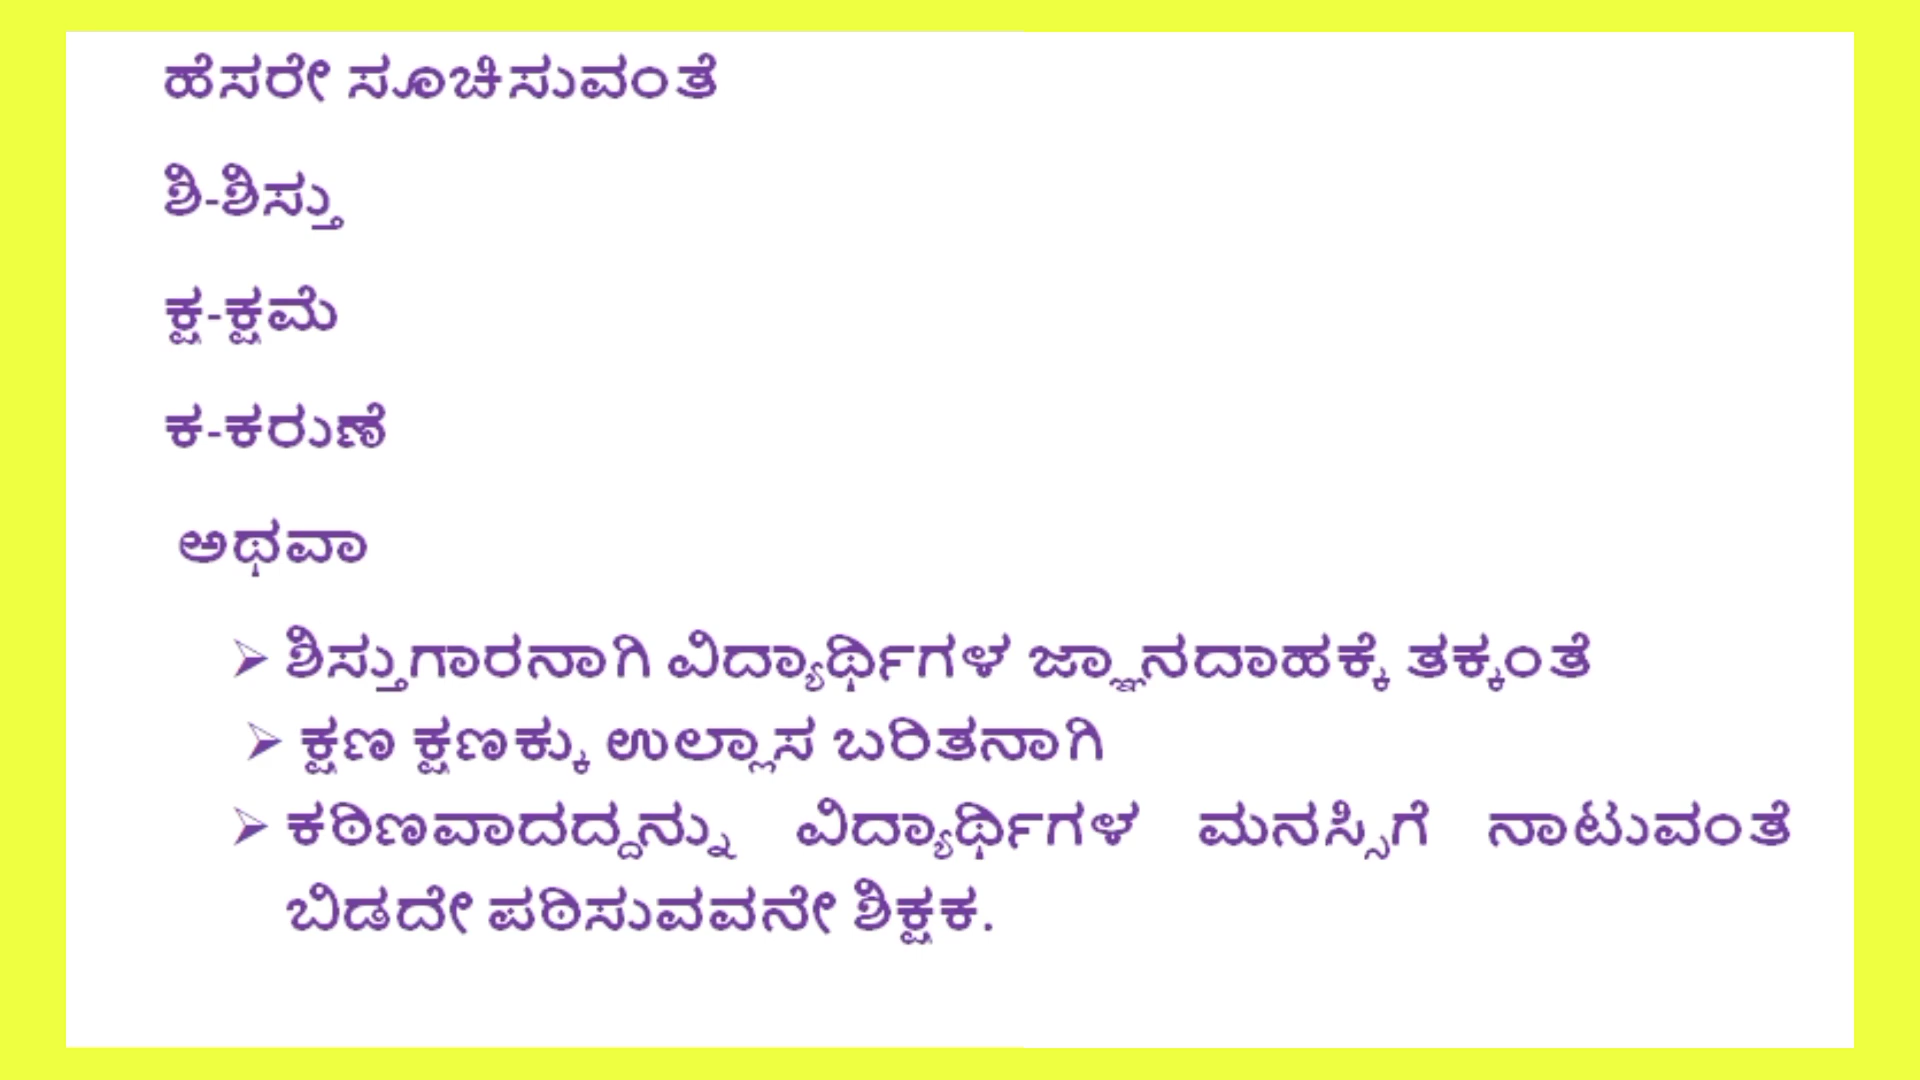 ಹೆಸರೇ ಸೂಚಿಸುವಂತೆ
ಶಿ-ಶಿಸ್ತು
ಕ್ಷ-ಕ್ಷಮೆ
ಕ-ಕರುಣೆ
ಅಥವಾ
➢ ಶಿಸ್ತುಗಾರನಾಗಿ ವಿದ್ಯಾರ್ಥಿಗಳ ಜ್ಞಾನದಾಹಕ್ಕೆ ತಕ್ಕಂತೆ
➢ ಕ್ಷಣ ಕ್ಷಣಕ್ಕು ಉಲ್ಲಾಸ ಬರಿತನಾಗಿ
➢ ಕಠಿಣವಾದದ್ದನ್ನು ವಿದ್ಯಾರ್ಥಿಗಳ ಮನಸ್ಸಿಗೆ ನಾಟುವಂತೆ
ಬಿಡದೇ ಪಠಿಸುವವನೇ ಶಿಕ್ಷಕ.